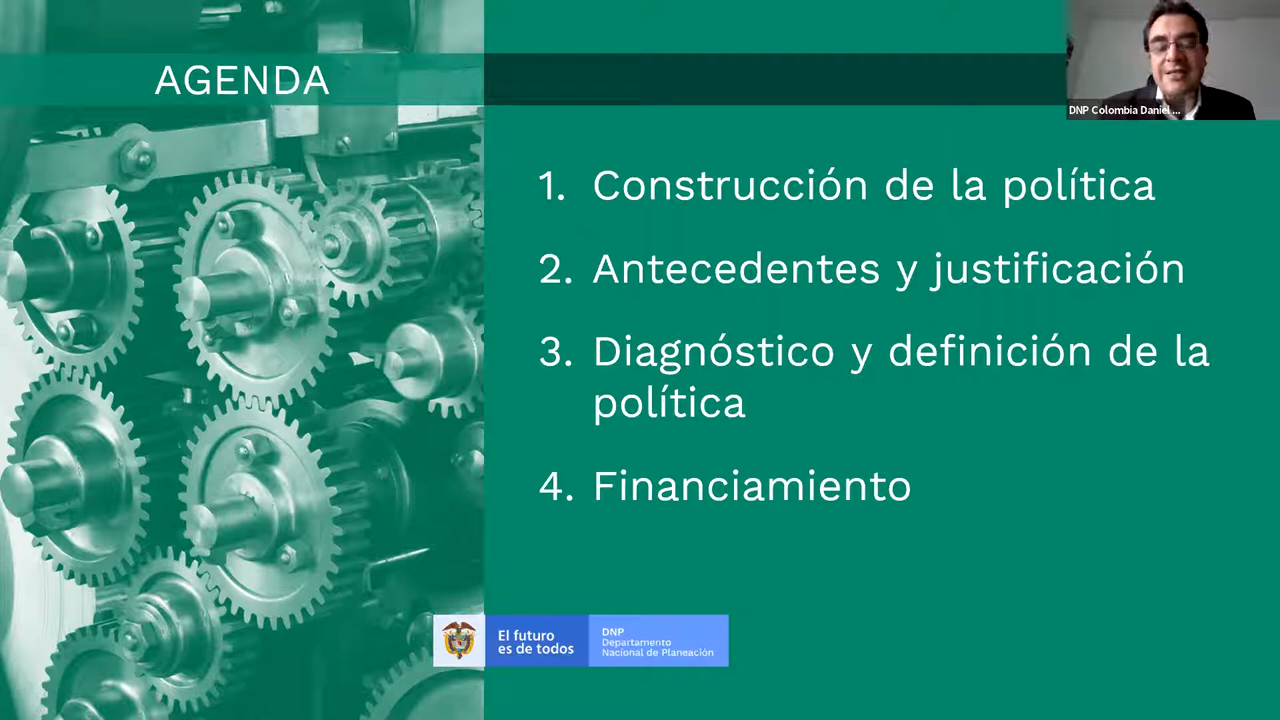 AGENDA
DNP Colombia Daniel ...
1. Construcción de la política
2. Antecedentes y justificación
3. Diagnóstico y definición de la
política
4. Financiamiento
El futuro
es de todos
DNP
Departamento
Nacional de Planeación